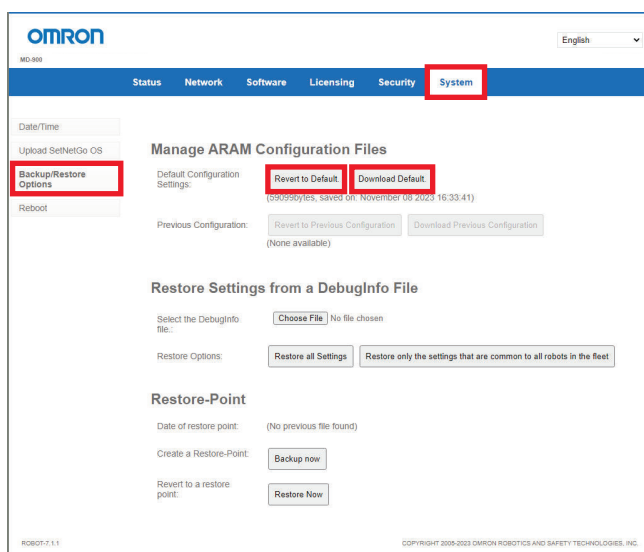 OMRON
English
MD-900
Status Network Software Licensing Security System
Date/Time
Upload SetNetGo OS
Backup/Restore
Options
Reboot
Manage ARAM Configuration Files
Default Configuration
Settings:
Revert to Default. Download Default.
(59099bytes, saved on: November 08 2023 16:33:41)
Previous Configuration:
Revert to Previous Configuration Download Previous Configuration
(None available)
Restore Settings from a DebugInfo File
Select the DebugInfo
file.:
Choose File No file chosen
Restore Options:
Restore all Settings Restore only the settings that are common to all robots in the fleet
Restore-Point
Date of restore point: (No previous file found)
Create a Restore-Point:
Backup now
Revert to a restore
point:
Restore Now
ROBOT-7.1.1
COPYRIGHT 2008-2023 OMRON ROBOTICS AND SAFETY TECHNOLOGIES, INC.